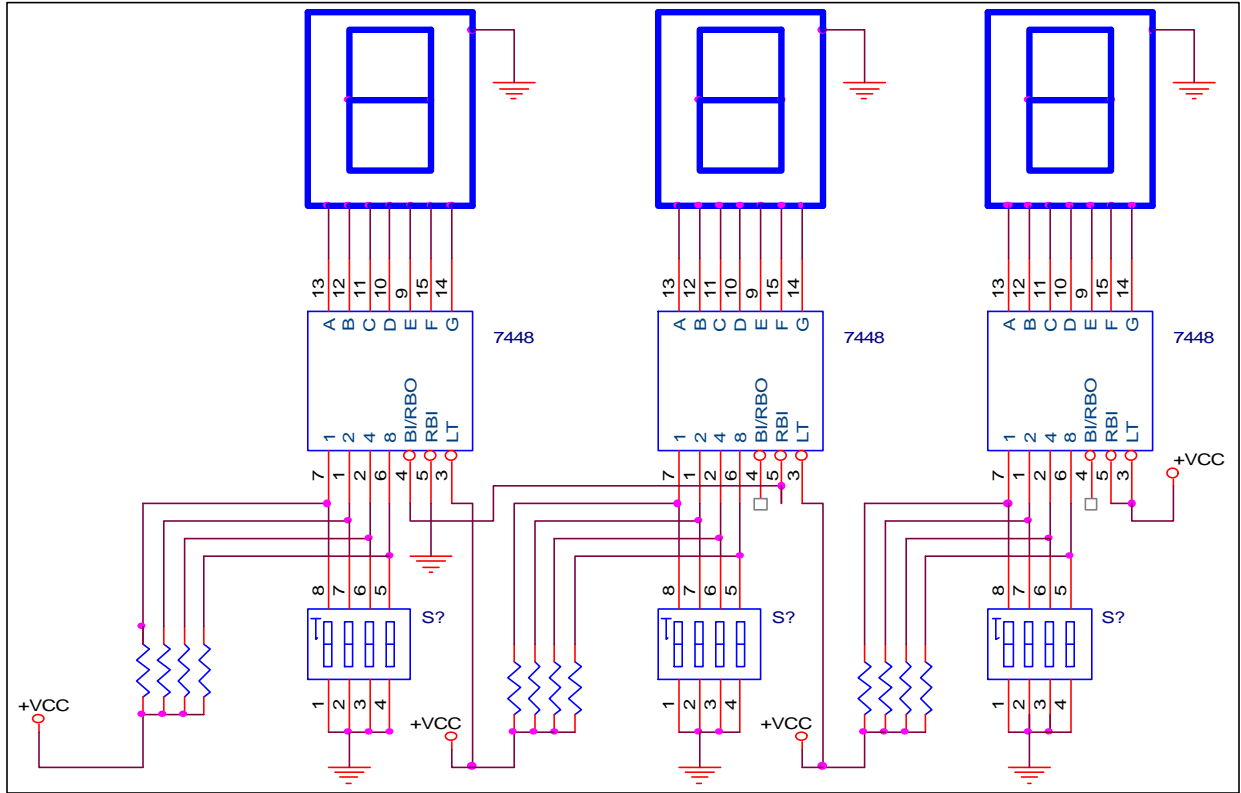 13 12 11 10 9 15 14
A B C D E F G
7448
1 2 4 8 BI/RBO RBI LT
7 1 2 6 4 5 3
8 7 6 5
S?
1 2 3 4
+VCC
13 12 11 10 9 15 14
A B C D E F G
7448
1 2 4 8 BI/RBO RBI LT
7 1 2 6 4 5 3
8 7 6 5
S?
1 2 3 4
+VCC
13 12 11 10 9 15 14
A B C D E F G
7448
1 2 4 8 BI/RBO RBI LT
7 1 2 6 4 5 3
+VCC
8 7 6 5
S?
1 2 3 4
+VCC